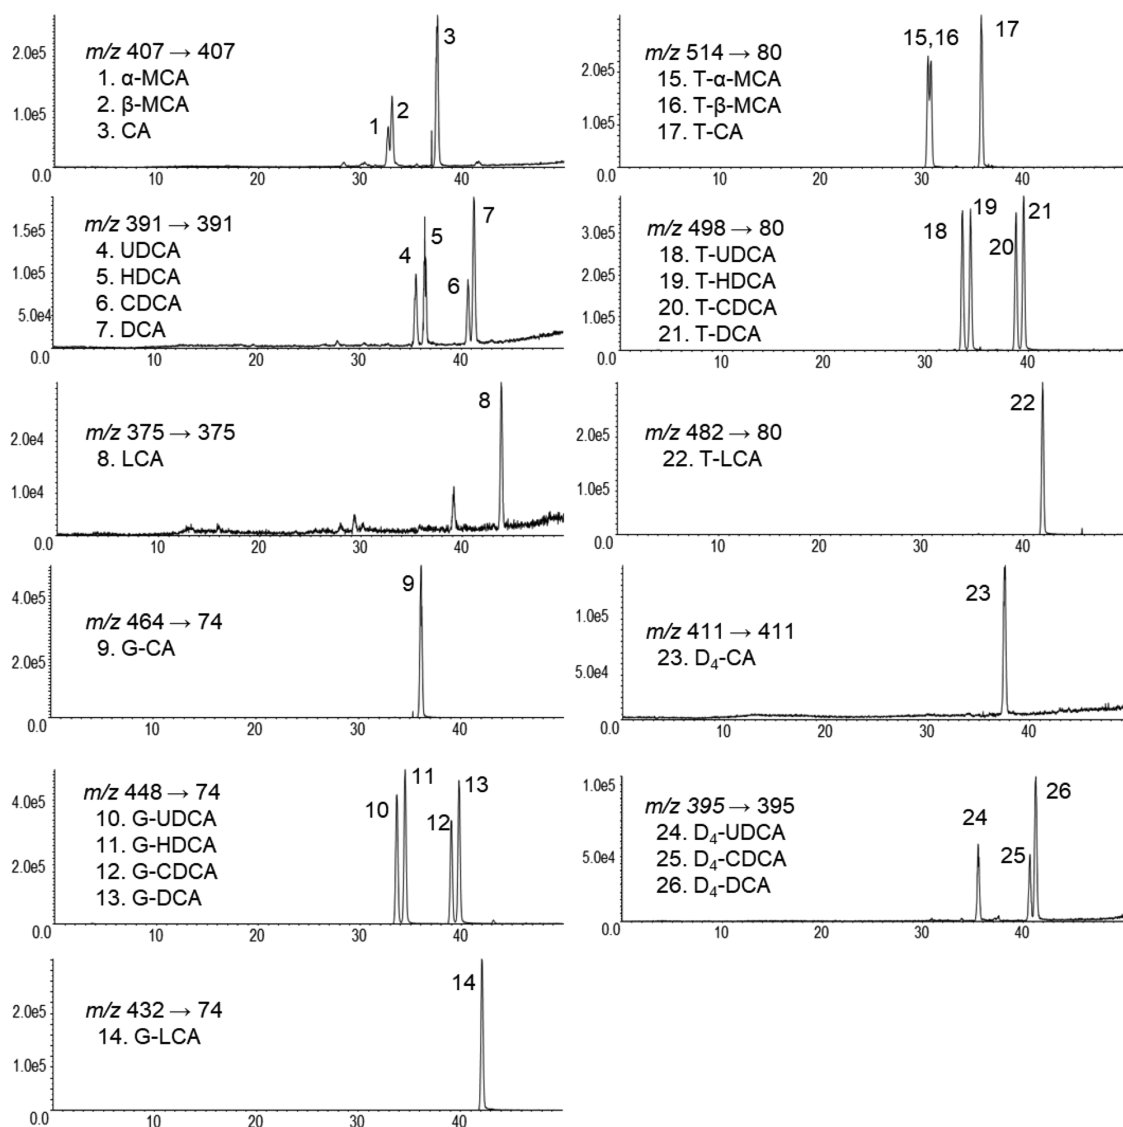 m/z 407 → 407
1. α-MCA
2. β-MCA
3. CA
2.0e5
1.0e5
0.0
1
2
3
10
20
30
40
m/z 514 → 80
15. T-α-MCA
16. T-β-MCA
17. T-CA
2.0e5
1.0e5
0.0
15,16
17
10
20
30
40
m/z 391 → 391
4. UDCA
5. HDCA
6. CDCA
7. DCA
1.5e5
1.0e5
5.0e4
0.0
4
5
6
7
10
20
30
40
m/z 498 → 80
18. T-UDCA
19. T-HDCA
20. T-CDCA
21. T-DCA
3.0e5
2.0e5
1.0e5
0.0
18
19
20
21
10
20
30
40
m/z 375 → 375
8. LCA
2.0e4
1.0e4
0.0
8
10
20
30
40
m/z 482 → 80
22. T-LCA
2.0e5
1.0e5
0.0
22
10
20
30
40
m/z 464 → 74
9. G-CA
4.0e5
2.0e5
0.0
9
10
20
30
40
m/z 411 → 411
23. D₄-CA
1.0e5
5.0e4
0.0
23
10
20
30
40
m/z 448 → 74
10. G-UDCA
11. G-HDCA
12. G-CDCA
13. G-DCA
4.0e5
2.0e5
0.0
10
11
12
13
10
20
30
40
m/z 395 → 395
24. D₄-UDCA
25. D₄-CDCA
26. D₄-DCA
1.0e5
5.0e4
0.0
24
25
26
10
20
30
40
m/z 432 → 74
14. G-LCA
2.0e5
1.0e5
0.0
14
10
20
30
40